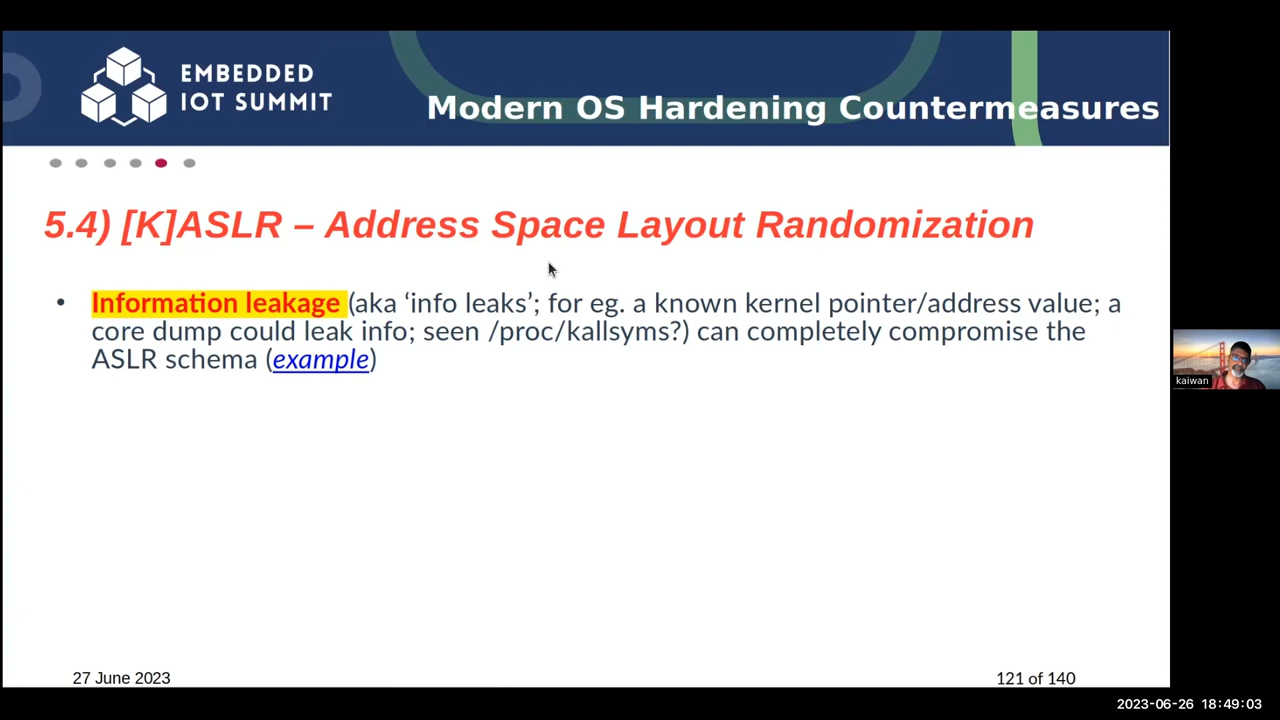 EMBEDDED
IOT SUMMIT
Modern OS Hardening Countermeasures
5.4) [K]ASLR – Address Space Layout Randomization
• Information leakage (aka ‘info leaks’; for eg. a known kernel pointer/address value; a
core dump could leak info; seen /proc/kallsyms?) can completely compromise the
ASLR schema (example)
kaiwan
27 June 2023
121 of 140
2023-06-26 18:49:03